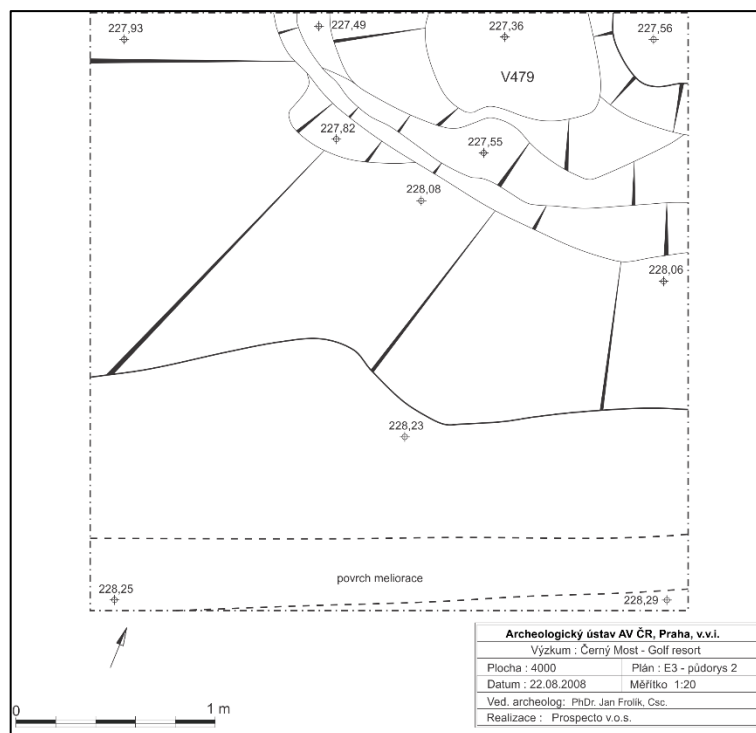 227,93
227,49
227,36
227,56
V479
227,82
227,55
228,08
228,06
228,23
povrch meliorace
228,25
228,29
Archeologický ústav AV ČR, Praha, v.v.i.
Výzkum : Černý Most - Golf resort
Plocha : 4000 Plán : E3 - půdorys 2
Datum : 22.08.2008 Měřítko 1:20
Ved. archeolog: PhDr. Jan Frolík, Csc.
Realizace : Prospecto v.o.s.
0 1 m